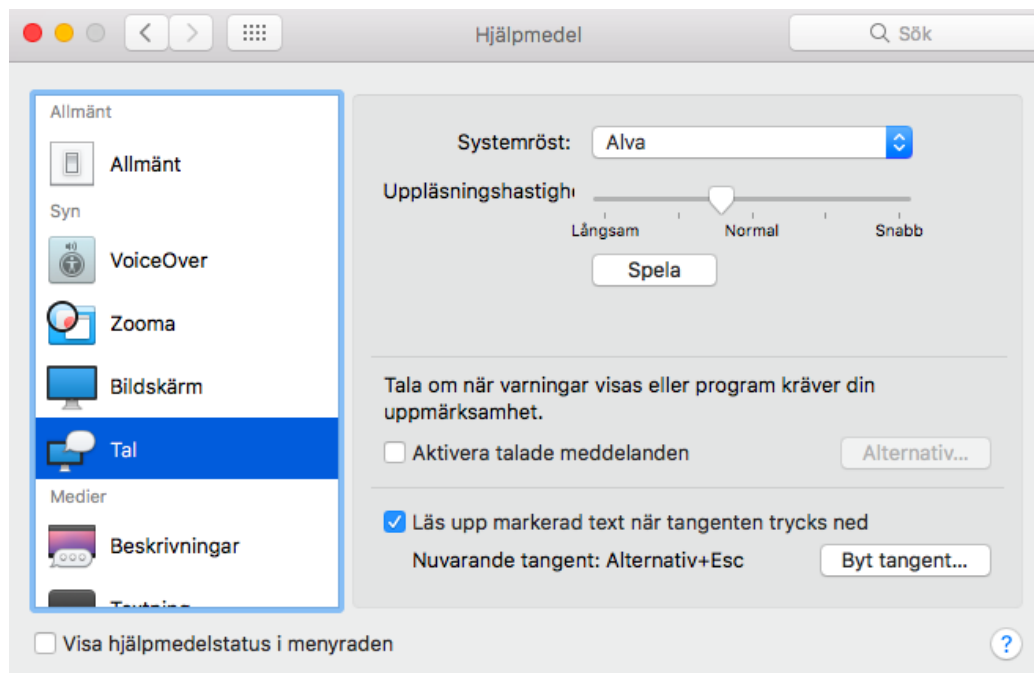 Hjälpmedel
Sök
Allmänt
Allmänt
Syn
VoiceOver
Zooma
Bildskärm
Tal
Medier
Beskrivningar
Systemröst:
Alva
Uppläsningshastighe
Långsam
Normal
Snabb
Spela
Tala om när varningar visas eller program kräver din
uppmärksamhet.
Aktivera talade meddelanden
Alternativ...
Läs upp markerad text när tangenten trycks ned
Nuvarande tangent: Alternativ+Esc
Byt tangent...
Visa hjälpmedelstatus i menyraden
?